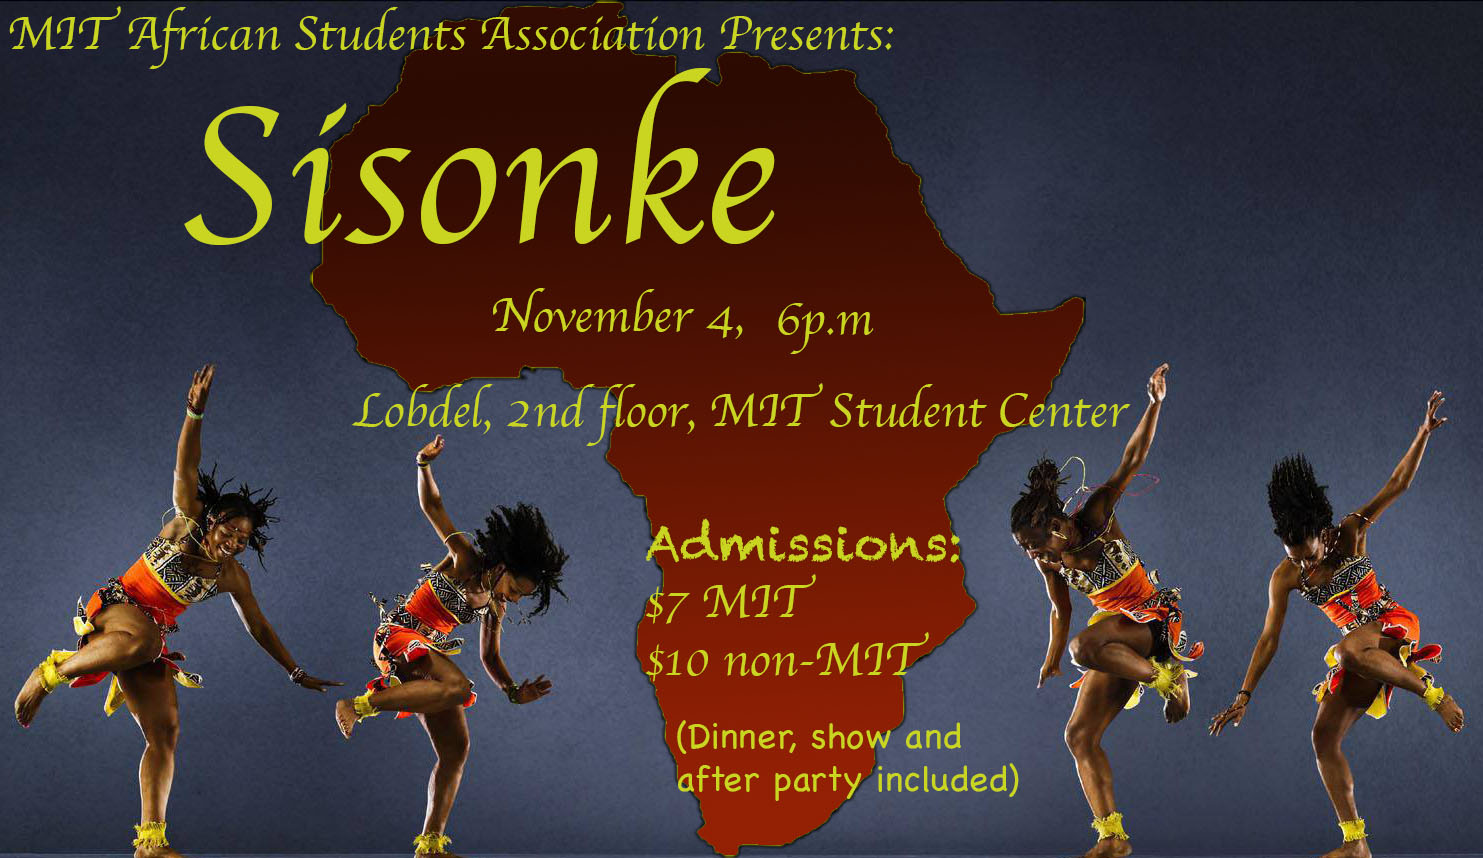 MIT African Students Association Presents:
Sisonke
November 4, 6p.m
Lobdel, 2nd floor, MIT Student Center
Admissions:
$7 MIT
$10 non-MIT
(Dinner, show and
after party included)